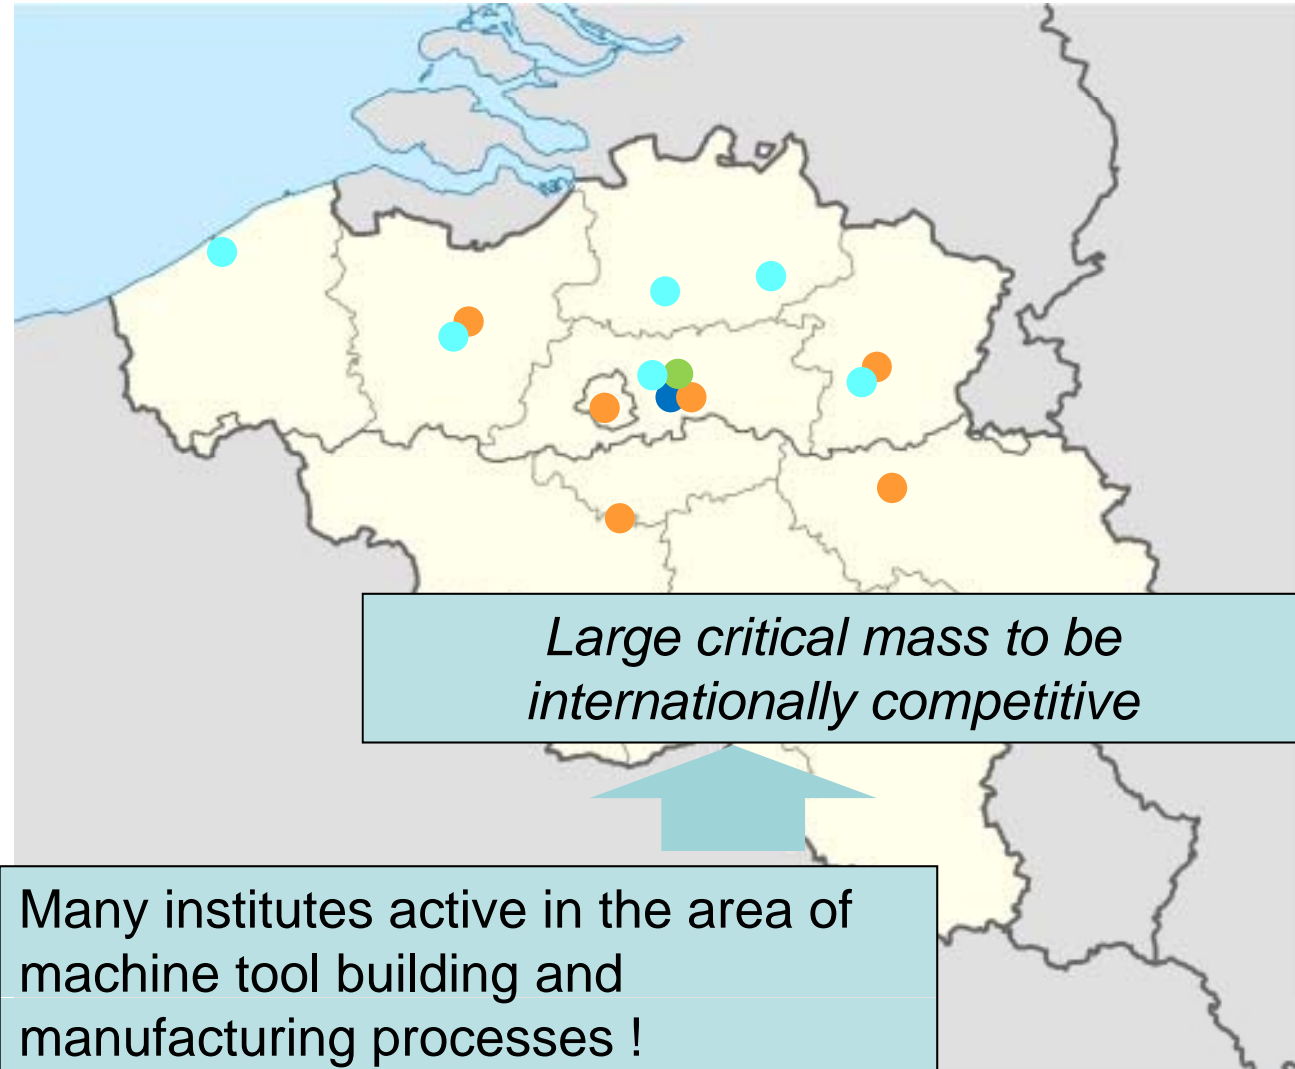 Large critical mass to be
internationally competitive
Many institutes active in the area of
machine tool building and
manufacturing processes !